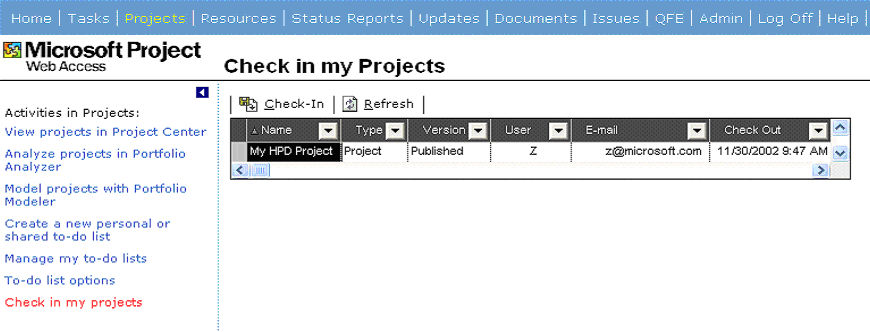 Home | Tasks | Projects | Resources | Status Reports | Updates | Documents | Issues | QFE | Admin | Log Off | Help |
Microsoft Project
Web Access
Check in my Projects
Activities in Projects:
View projects in Project Center
Analyze projects in Portfolio
Analyzer
Model projects with Portfolio
Modeler
Create a new personal or
shared to-do list
Manage my to-do lists
To-do list options
Check in my projects
Check-In | Refresh
Name Type Version User E-mail Check Out
My HPD Project Project Published Z z@microsoft.com 11/30/2002 9:47 AM